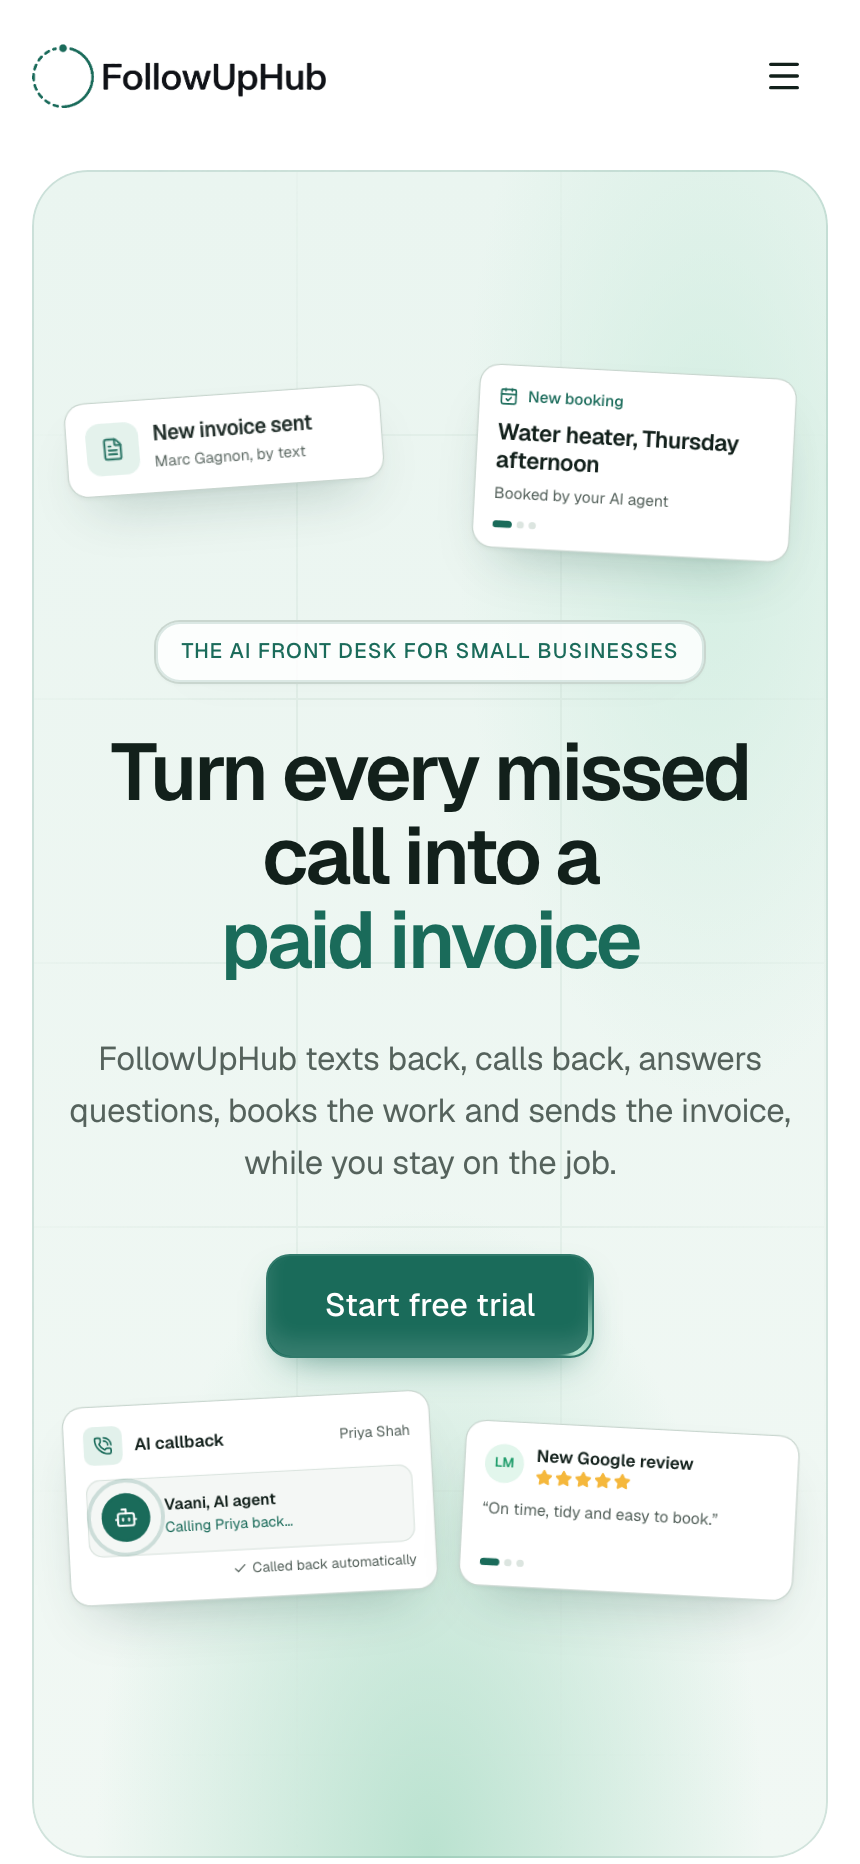 FollowUpHub
New invoice sent
Marc Gagnon, by text
New booking
Water heater, Thursday
afternoon
Booked by your AI agent
THE AI FRONT DESK FOR SMALL BUSINESSES
Turn every missed
call into a
paid invoice
FollowUpHub texts back, calls back, answers
questions, books the work and sends the invoice,
while you stay on the job.
Start free trial
AI callback
Priya Shah
Vaani, AI agent
Calling Priya back...
Called back automatically
LM
New Google review
“On time, tidy and easy to book.”